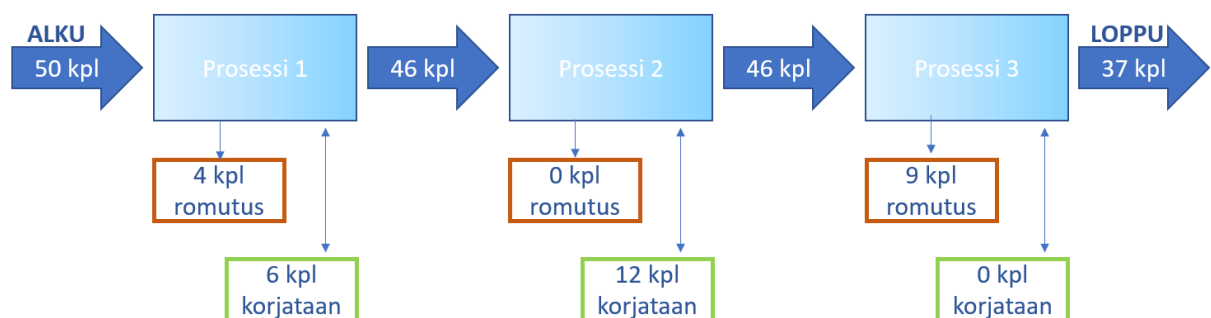 ALKU
50 kpl
Prosessi 1
46 kpl
Prosessi 2
46 kpl
Prosessi 3
LOPPU
37 kpl
4 kpl
romutus
0 kpl
romutus
9 kpl
romutus
6 kpl
korjataan
12 kpl
korjataan
0 kpl
korjataan